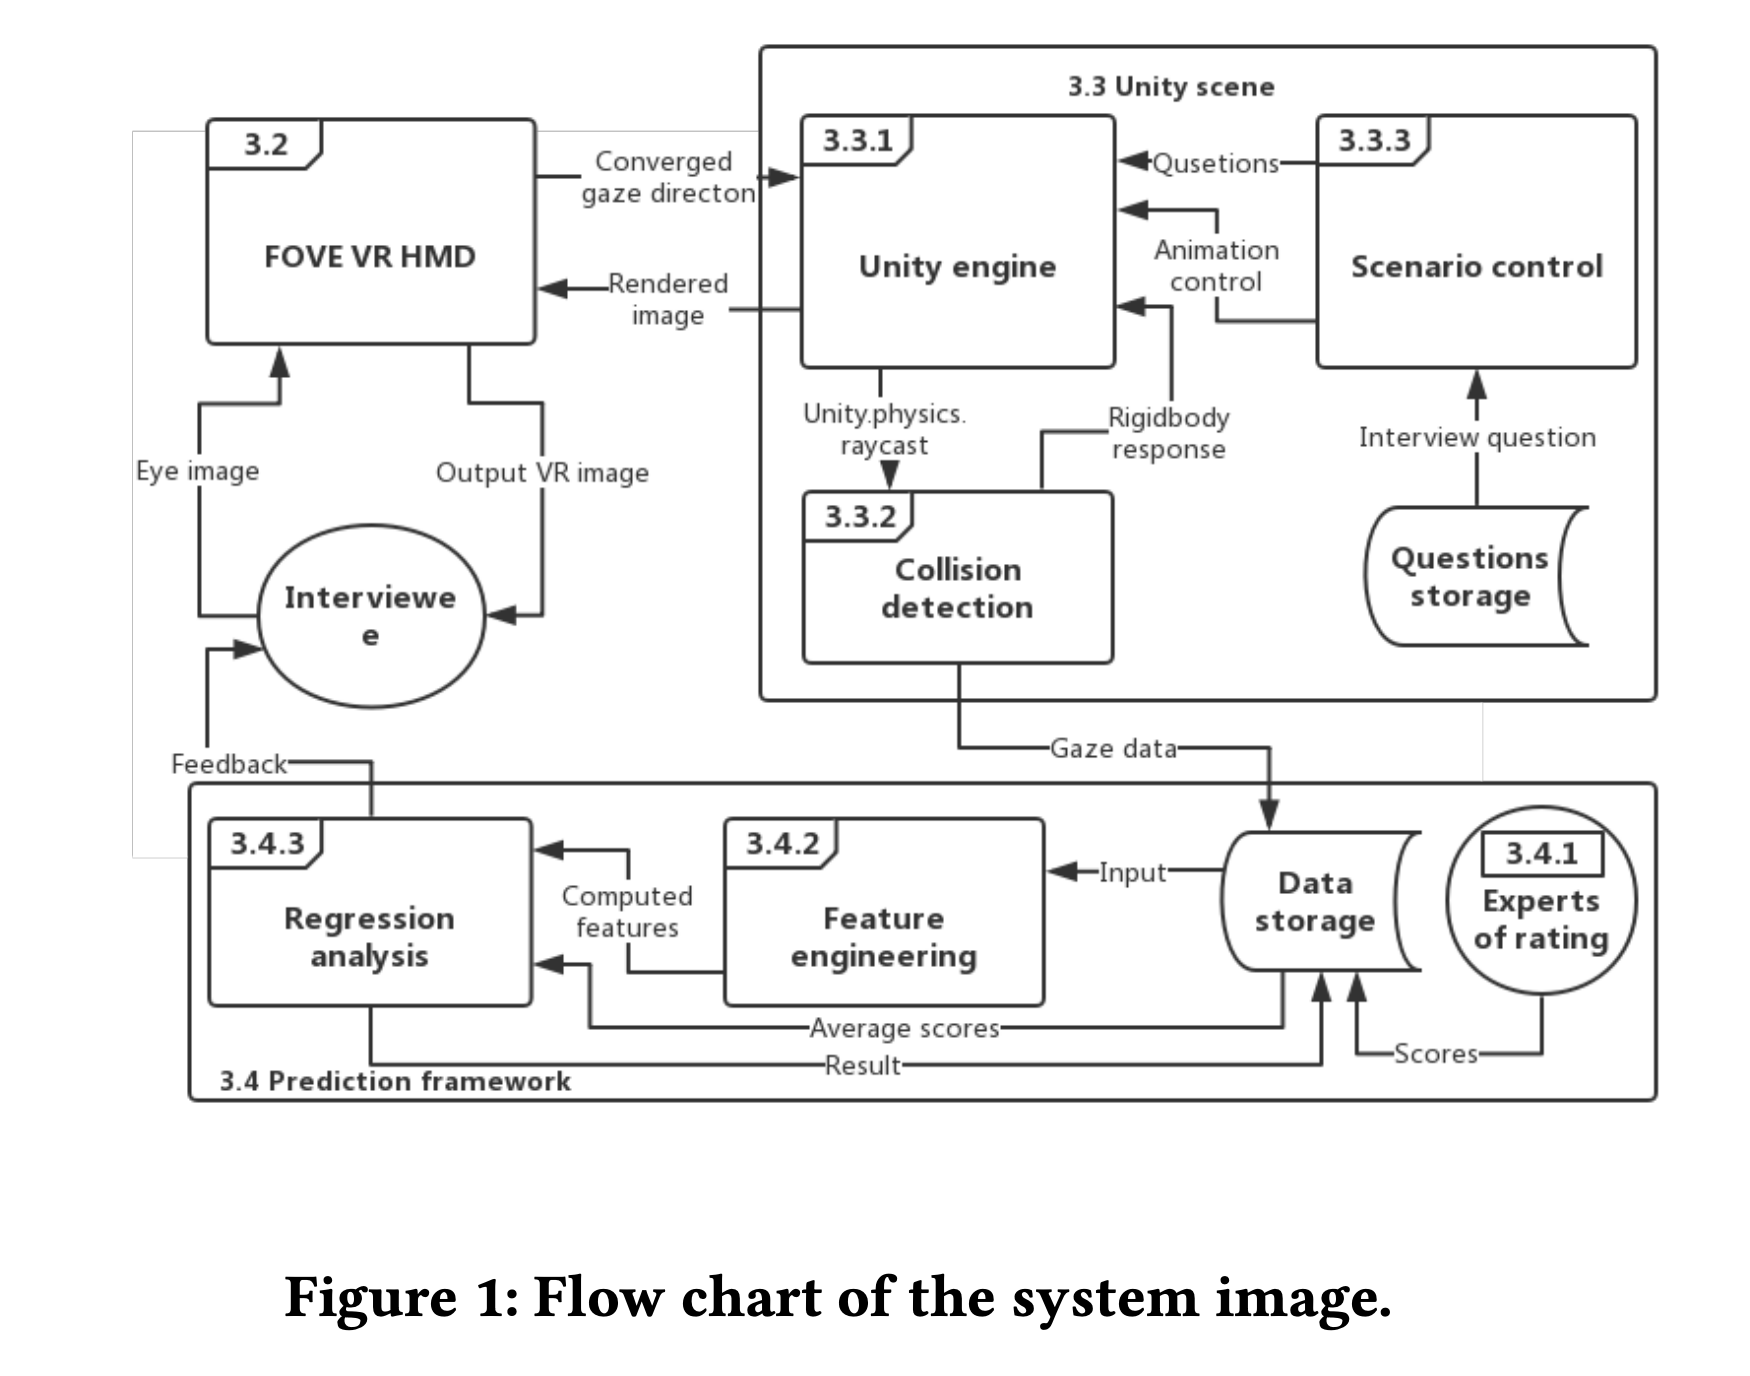 3.3 Unity scene
3.2
FOVE VR HMD
Converged
gaze directon
Rendered
image
3.3.1
Unity engine
Qusetions
Animation
control
3.3.3
Scenario control
Unity.physics.
raycast
Rigidbody
response
Interview question
Eye image
Output VR image
3.3.2
Collision
detection
Questions
storage
Interviewe
e
Gaze data
Feedback
3.4.3
Regression
analysis
Computed
features
3.4.2
Feature
engineering
Input
Data
storage
3.4.1
Experts
of rating
Average scores
Result
Scores
3.4 Prediction framework
Figure 1: Flow chart of the system image.